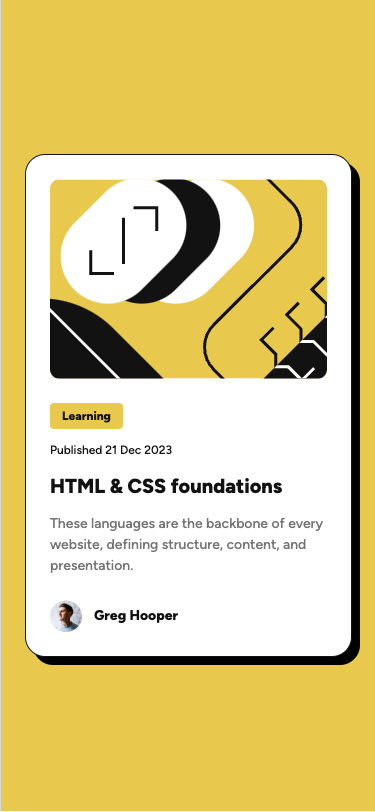 Learning
Published 21 Dec 2023
HTML & CSS foundations
These languages are the backbone of every
website, defining structure, content, and
presentation.
Greg Hooper